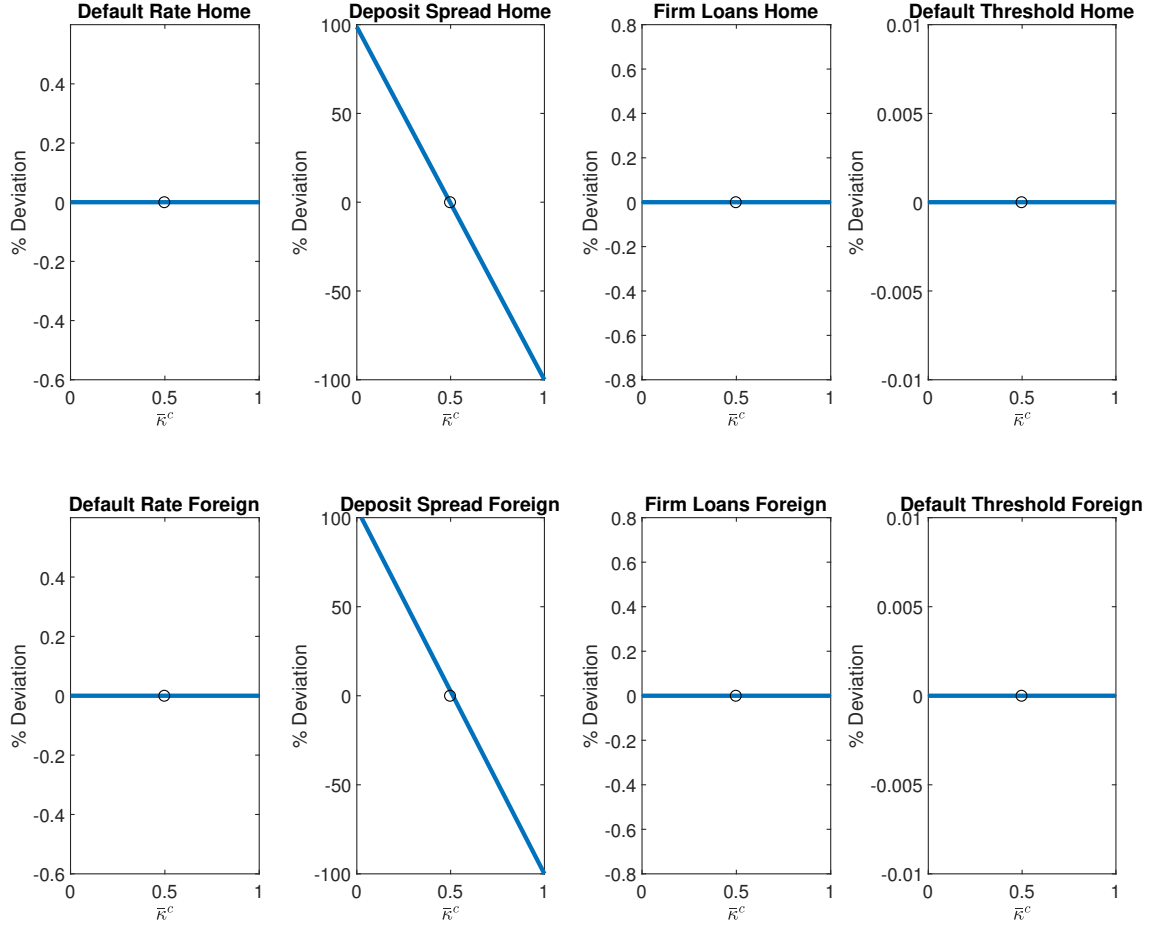 Default Rate Home
% Deviation
0.4
0.2
0
-0.2
-0.4
-0.6
0 0.5 1
κ̄ᶜ
Deposit Spread Home
% Deviation
100
50
0
-50
-100
0 0.5 1
κ̄ᶜ
Firm Loans Home
% Deviation
0.8
0.6
0.4
0.2
0
-0.2
-0.4
-0.6
-0.8
0 0.5 1
κ̄ᶜ
Default Threshold Home
% Deviation
0.01
0.005
0
-0.005
-0.01
0 0.5 1
κ̄ᶜ
Default Rate Foreign
% Deviation
0.4
0.2
0
-0.2
-0.4
-0.6
0 0.5 1
κ̄ᶜ
Deposit Spread Foreign
% Deviation
100
50
0
-50
-100
0 0.5 1
κ̄ᶜ
Firm Loans Foreign
% Deviation
0.8
0.6
0.4
0.2
0
-0.2
-0.4
-0.6
-0.8
0 0.5 1
κ̄ᶜ
Default Threshold Foreign
% Deviation
0.01
0.005
0
-0.005
-0.01
0 0.5 1
κ̄ᶜ